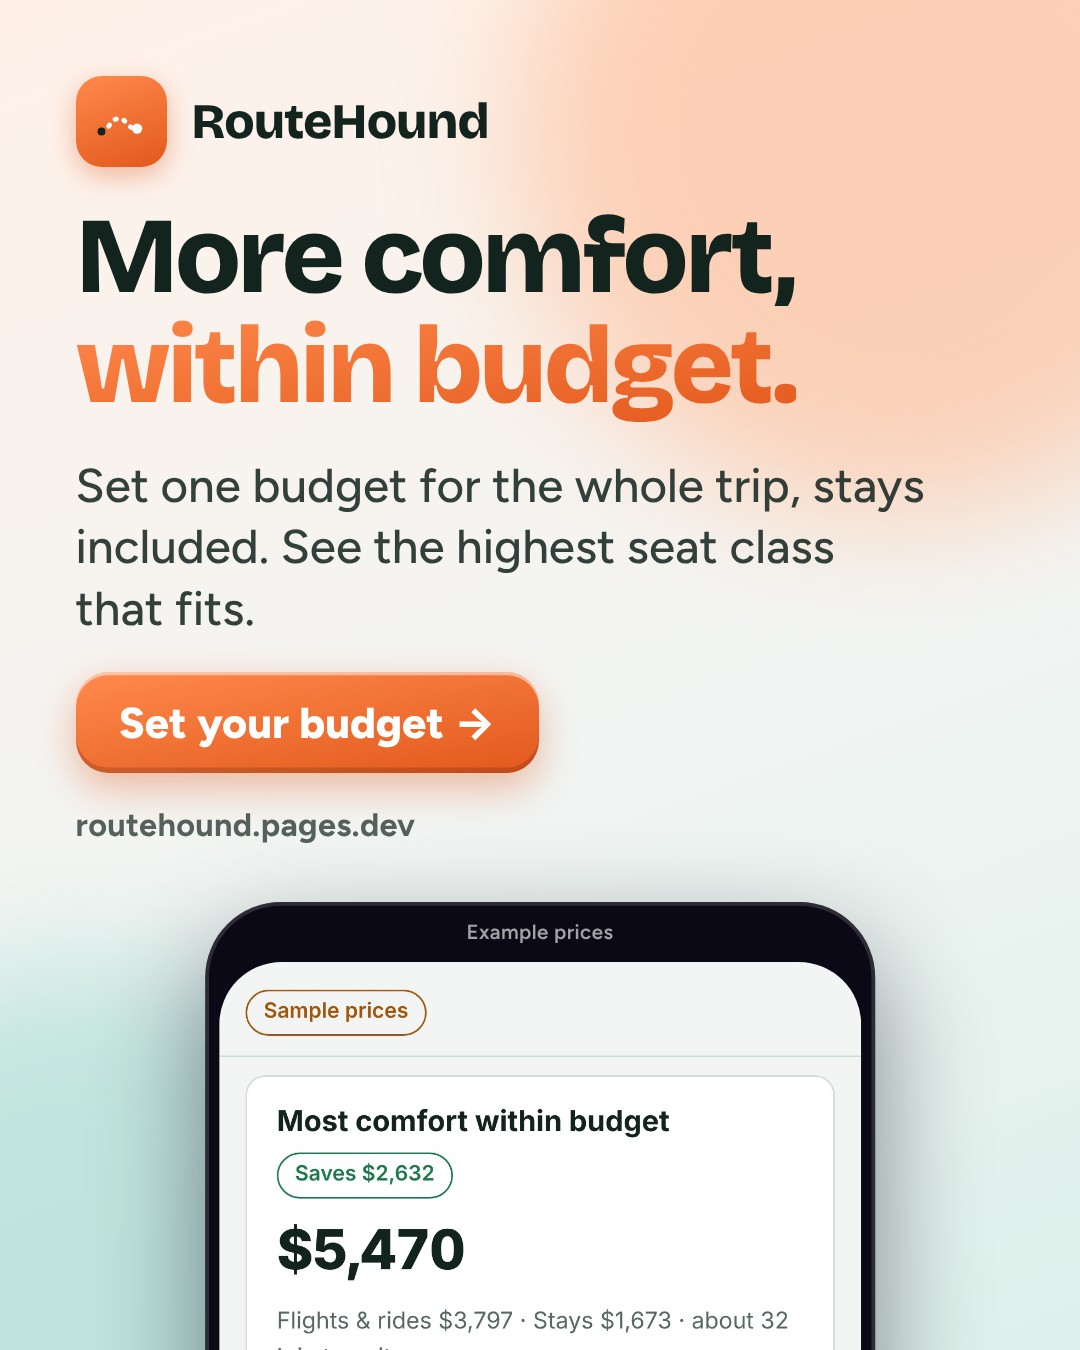 RouteHound
More comfort,
within budget.
Set one budget for the whole trip, stays
included. See the highest seat class
that fits.
Set your budget →
routehound.pages.dev
Example prices
Sample prices
Most comfort within budget
Saves $2,632
$5,470
Flights & rides $3,797 · Stays $1,673 · about 32